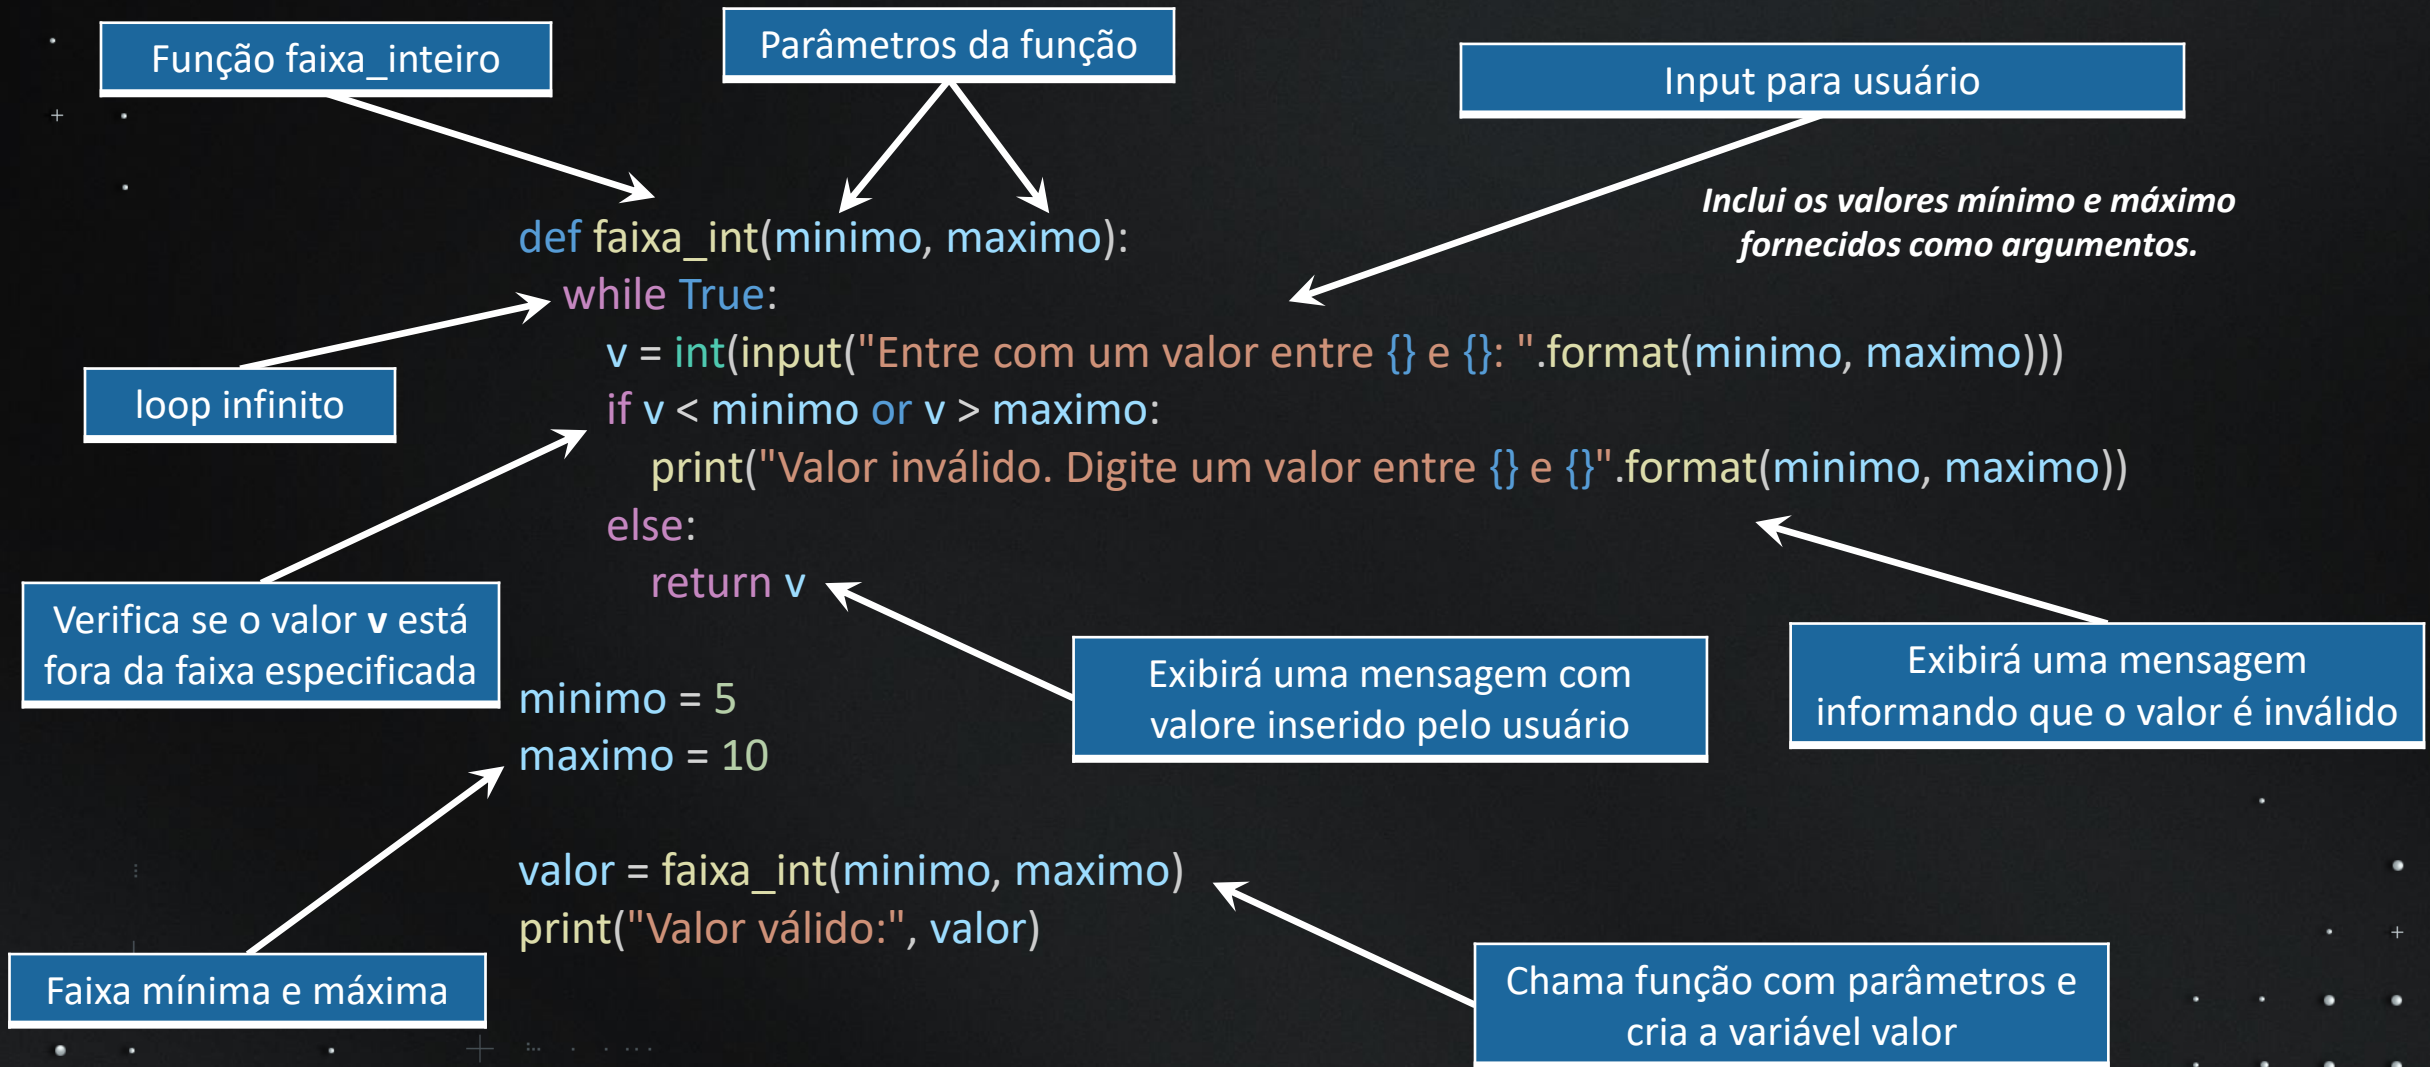 Função faixa_inteiro
Parâmetros da função
Input para usuário
Inclui os valores mínimo e máximo
fornecidos como argumentos.
def faixa_int(minimo, maximo):
while True:
v = int(input("Entre com um valor entre {} e {}: ".format(minimo, maximo)))
if v < minimo or v > maximo:
print("Valor inválido. Digite um valor entre {} e {}".format(minimo, maximo))
else:
return v
loop infinito
Verifica se o valor v está
fora da faixa especificada
Exibirá uma mensagem com
valore inserido pelo usuário
Exibirá uma mensagem
informando que o valor é inválido
minimo = 5
maximo = 10
valor = faixa_int(minimo, maximo)
print("Valor válido:", valor)
Faixa mínima e máxima
Chama função com parâmetros e
cria a variável valor